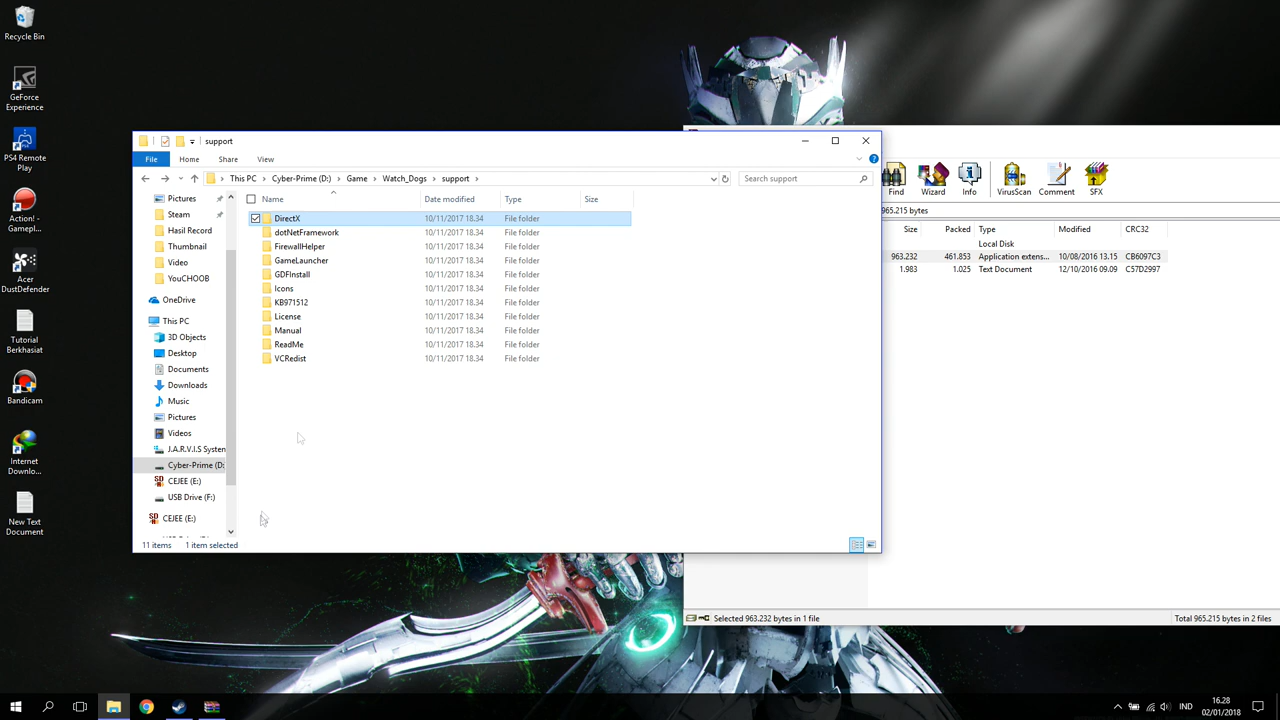 Recycle Bin
GeForce
Experience
PS4 Remote
Play
Action!
Gamepl...
Acer
DustDefender
Tutorial
Berkhasiat
Bandicam
Internet
Downlo...
New Text
Document
support
File
Home
Share
View
This PC
Cyber-Prime (D:)
Game
Watch_Dogs
support
Search support
Pictures
Steam
Hasil Record
Thumbnail
Video
YouCHOOB
OneDrive
This PC
3D Objects
Desktop
Documents
Downloads
Music
Pictures
Videos
J.A.R.V.I.S System
Cyber-Prime (D:
CEJEE (E:)
USB Drive (F:)
CEJEE (E:)
Name Date modified Type Size
DirectX 10/11/2017 18.34 File folder
dotNetFramework 10/11/2017 18.34 File folder
FirewallHelper 10/11/2017 18.34 File folder
GameLauncher 10/11/2017 18.34 File folder
GDFInstall 10/11/2017 18.34 File folder
Icons 10/11/2017 18.34 File folder
KB971512 10/11/2017 18.34 File folder
License 10/11/2017 18.34 File folder
Manual 10/11/2017 18.34 File folder
ReadMe 10/11/2017 18.34 File folder
VCRedist 10/11/2017 18.34 File folder
11 items 1 item selected
Find Wizard Info VirusScan Comment SFX
965.215 bytes
Size Packed Type Modified CRC32
Local Disk
963.232 461.853 Application extens... 10/08/2016 13.15 CB6097C3
1.983 1.025 Text Document 12/10/2016 09.09 C57D2997
Selected 963.232 bytes in 1 file
Total 965.215 bytes in 2 files
IND
16.28
02/01/2018